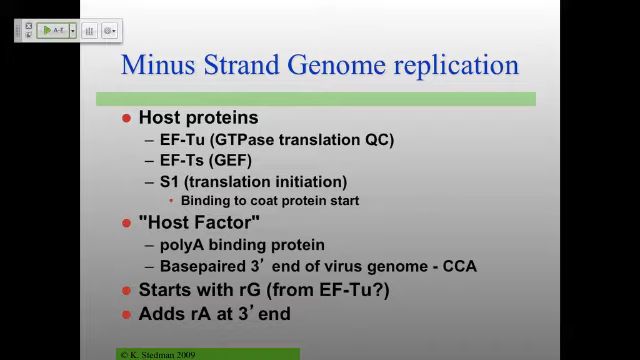 Minus Strand Genome replication
• Host proteins
– EF-Tu (GTPase translation QC)
– EF-Ts (GEF)
– S1 (translation initiation)
• Binding to coat protein start
• "Host Factor"
– polyA binding protein
– Basepaired 3’ end of virus genome - CCA
• Starts with rG (from EF-Tu?)
• Adds rA at 3’ end
© K. Stedman 2009